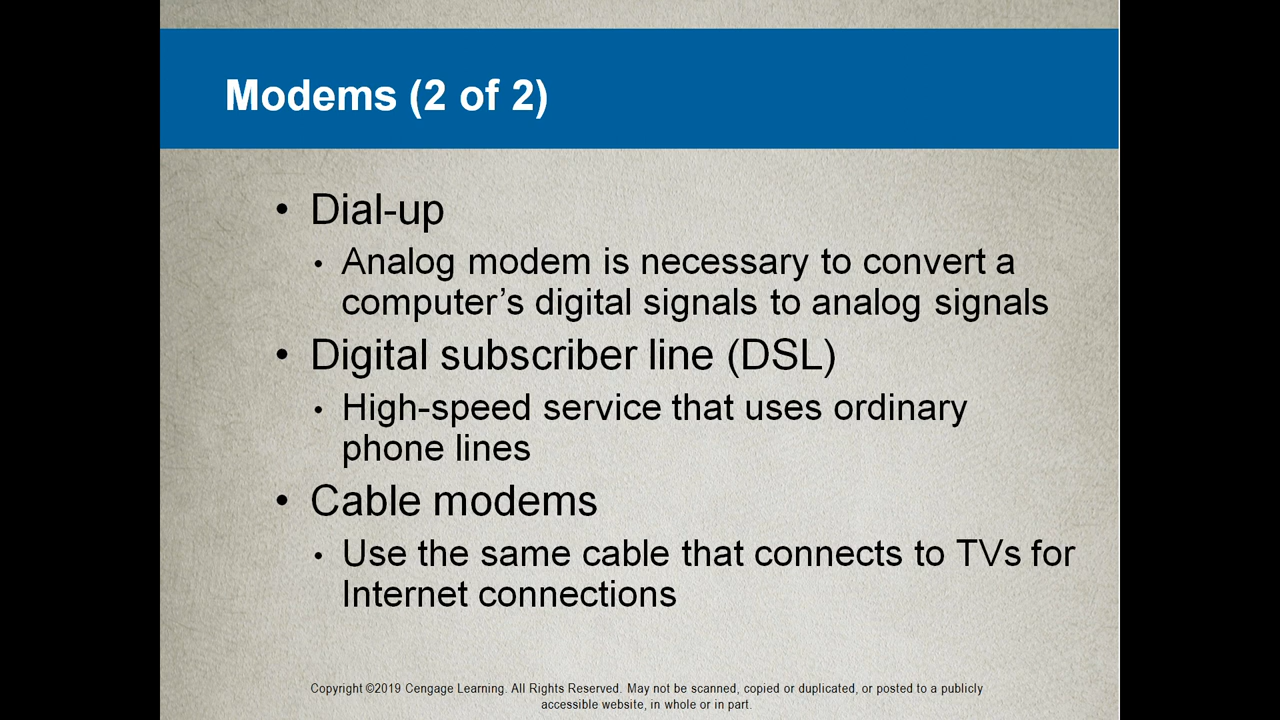 Modems (2 of 2)
• Dial-up
• Analog modem is necessary to convert a
computer’s digital signals to analog signals
• Digital subscriber line (DSL)
• High-speed service that uses ordinary
phone lines
• Cable modems
• Use the same cable that connects to TVs for
Internet connections
Copyright ©2019 Cengage Learning. All Rights Reserved. May not be scanned, copied or duplicated, or posted to a publicly
accessible website, in whole or in part.